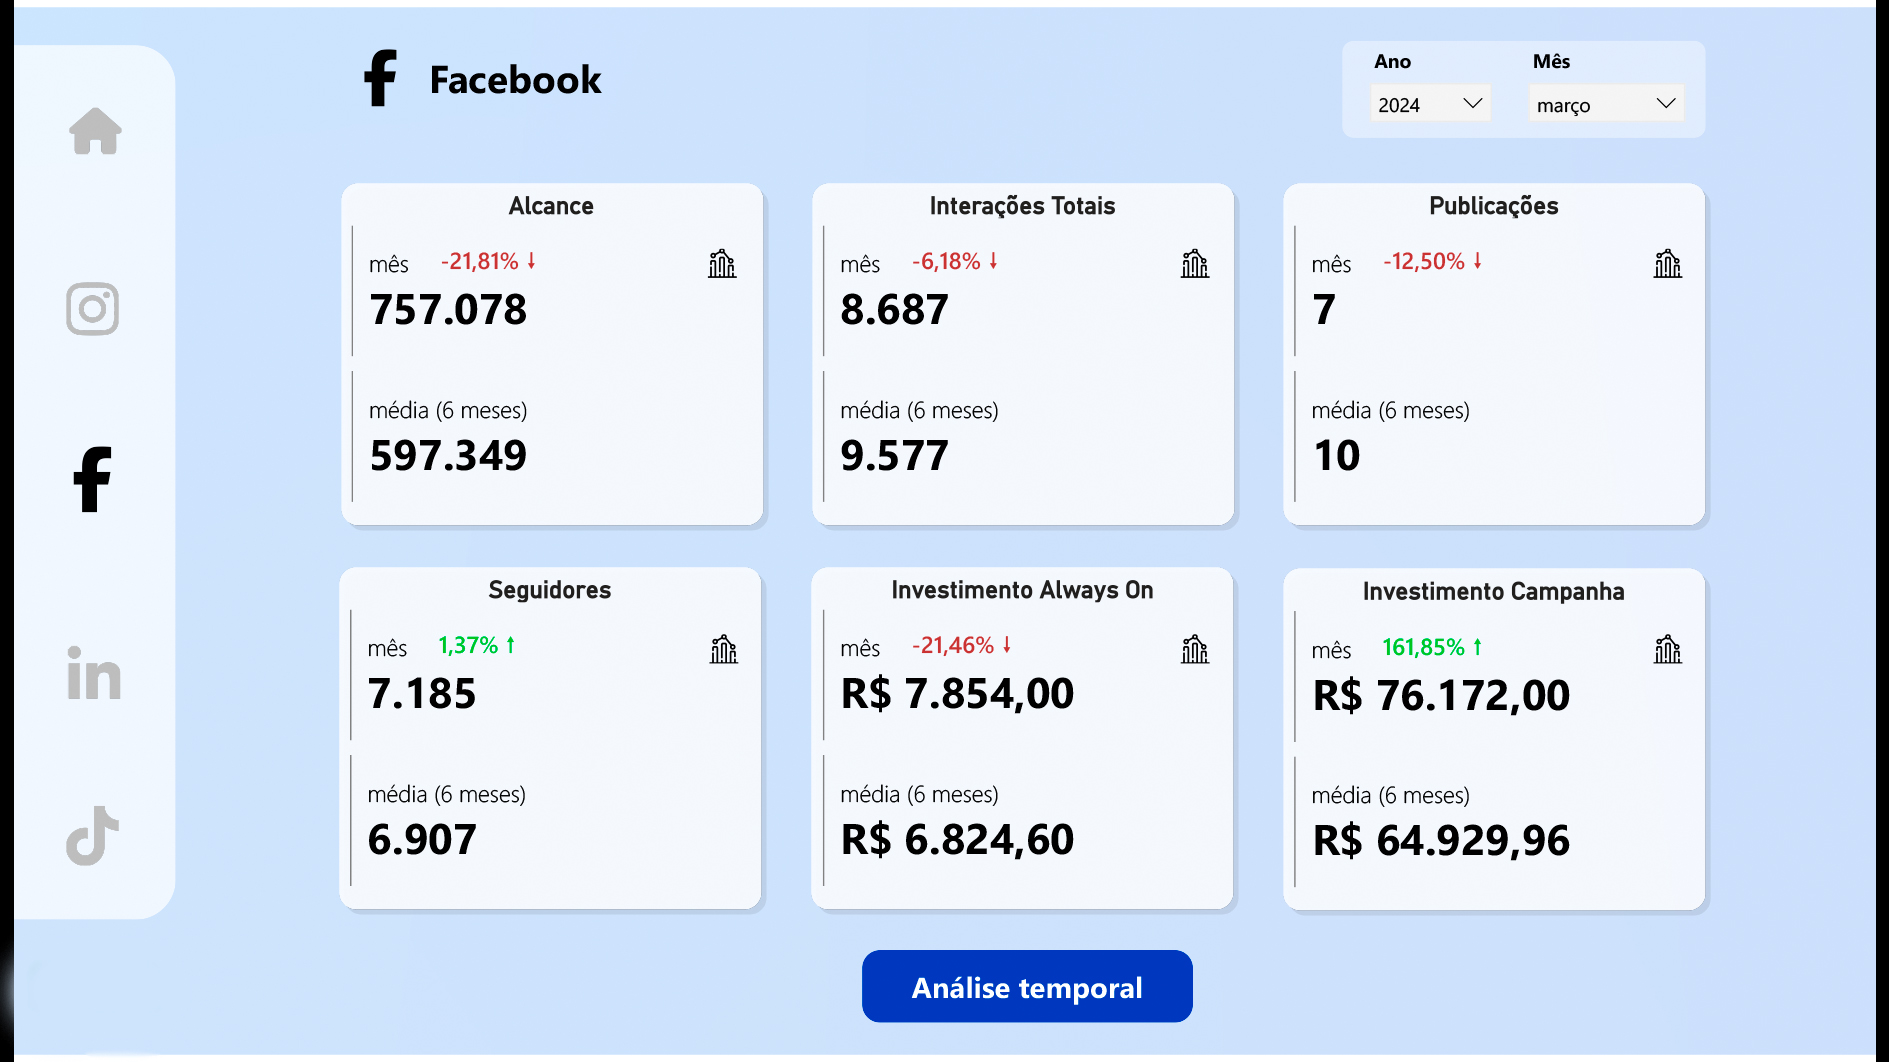 Facebook
Ano
Mês
2024
março
Alcance
mês -21,81% ↓
757.078
média (6 meses)
597.349
Interações Totais
mês -6,18% ↓
8.687
média (6 meses)
9.577
Publicações
mês -12,50% ↓
7
média (6 meses)
10
Seguidores
mês 1,37% ↑
7.185
média (6 meses)
6.907
Investimento Always On
mês -21,46% ↓
R$ 7.854,00
média (6 meses)
R$ 6.824,60
Investimento Campanha
mês 161,85% ↑
R$ 76.172,00
média (6 meses)
R$ 64.929,96
Análise temporal